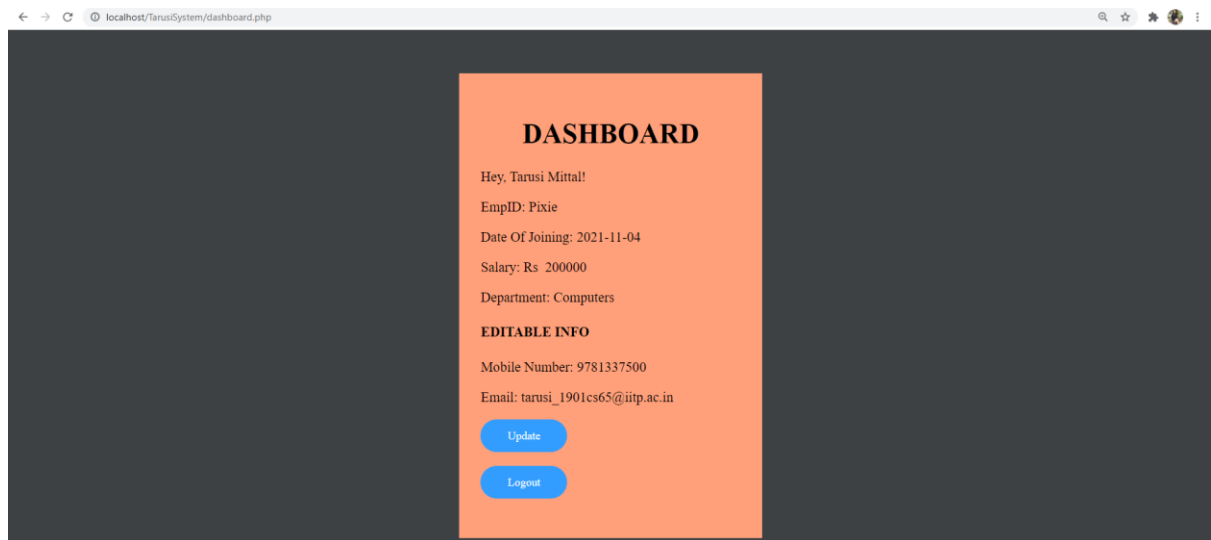 localhost/TarusiSystem/dashboard.php
DASHBOARD
Hey, Tarusi Mittal!
EmpID: Pixie
Date Of Joining: 2021-11-04
Salary: Rs  200000
Department: Computers
EDITABLE INFO
Mobile Number: 9781337500
Email: tarusi_1901cs65@iitp.ac.in
Update
Logout